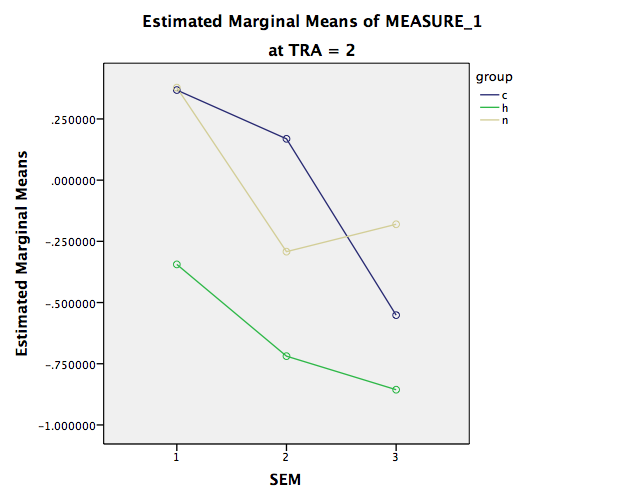 Estimated Marginal Means of MEASURE_1
at TRA = 2
group
c
h
n
Estimated Marginal Means
.250000
.000000
-.250000
-.500000
-.750000
-1.000000
1
2
3
SEM